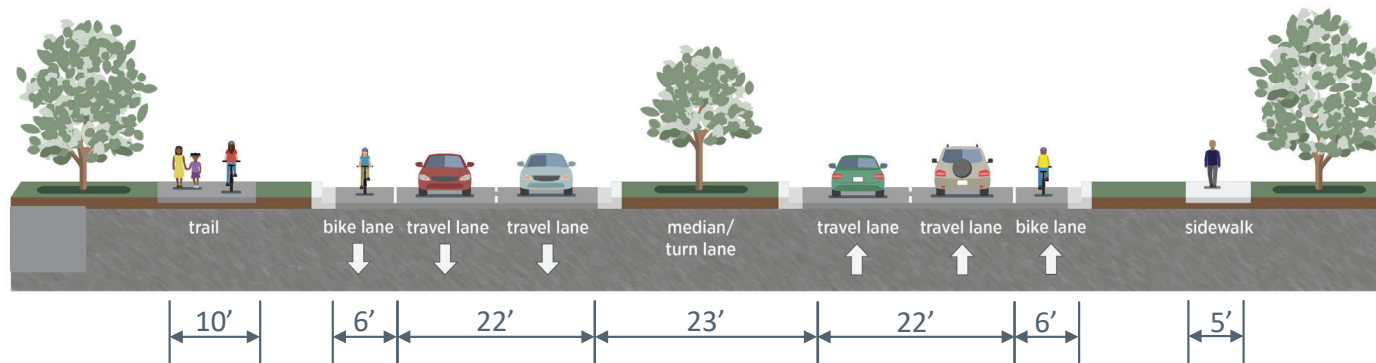 trail
bike lane
travel lane
travel lane
median/
turn lane
travel lane
travel lane
bike lane
sidewalk
10’
6’
22’
23’
22’
6’
5’